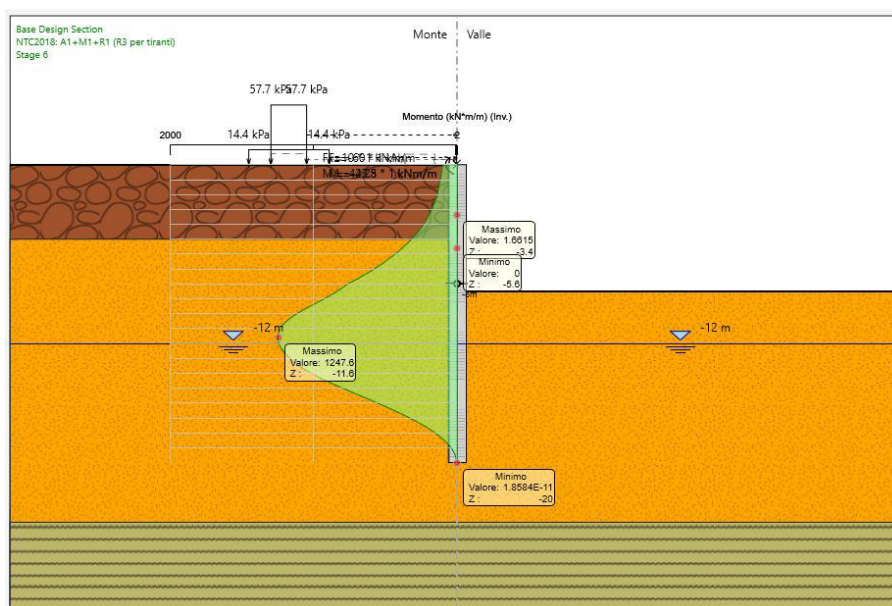 Base Design Section
NTC2018: A1+M1+R1 (R3 per tiranti)
Stage 6
Monte
Valle
57.7 kPa
57.7 kPa
Momento (kN*m/m) (Inv.)
2000
14.4 kPa
14.4 kPa
Massimo
Valore: 1.6615
Z : -3.4
Minimo
Valore: 0
Z : -5.6
-12 m
-12 m
Massimo
Valore: 1247.6
Z : -11.6
Minimo
Valore: 1.8584E-11
Z : -20